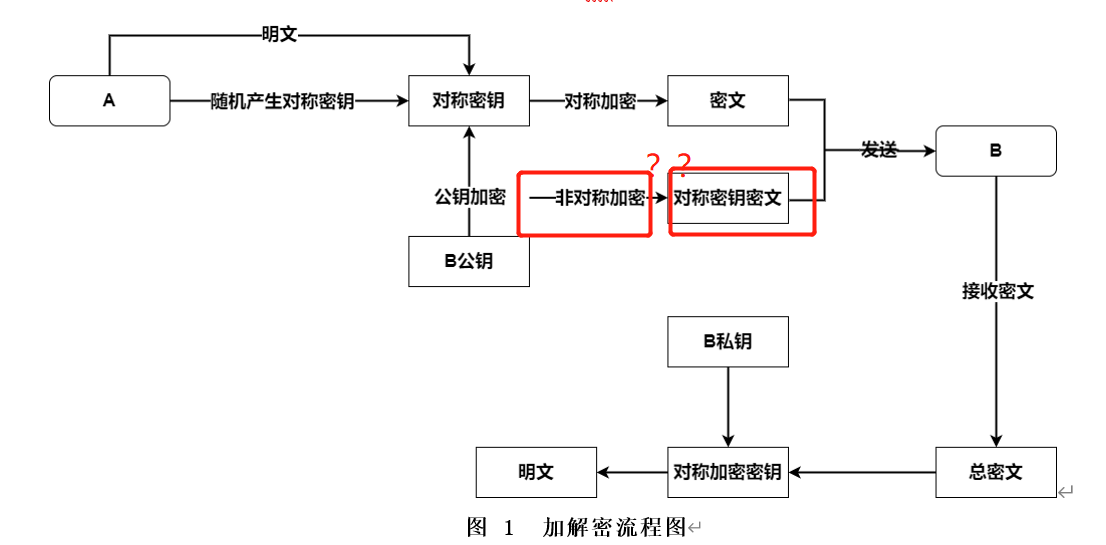 明文
A
随机产生对称密钥
对称密钥
对称加密
密文
发送
B
? ?
公钥加密
非对称加密
对称密钥密文
B公钥
接收密文
B私钥
明文
对称加密密钥
总密文
图 1 加解密流程图